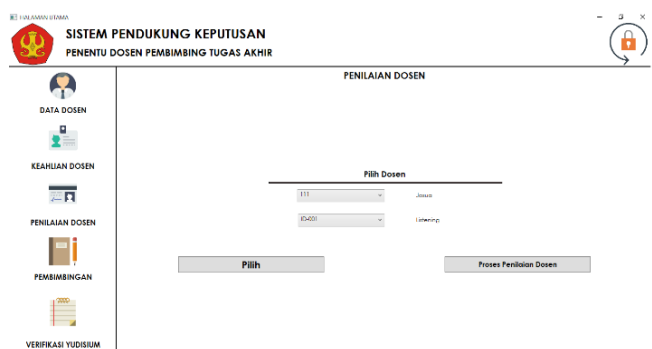 HALAMAN UTAMA
SISTEM PENDUKUNG KEPUTUSAN
PENENTU DOSEN PEMBIMBING TUGAS AKHIR
DATA DOSEN
KEAHLIAN DOSEN
PENILAIAN DOSEN
PEMBIMBINGAN
VERIFIKASI YUDISIUM
PENILAIAN DOSEN
Pilih Dosen
111
ID-001 Listening
Pilih Proses Penilaian Dosen